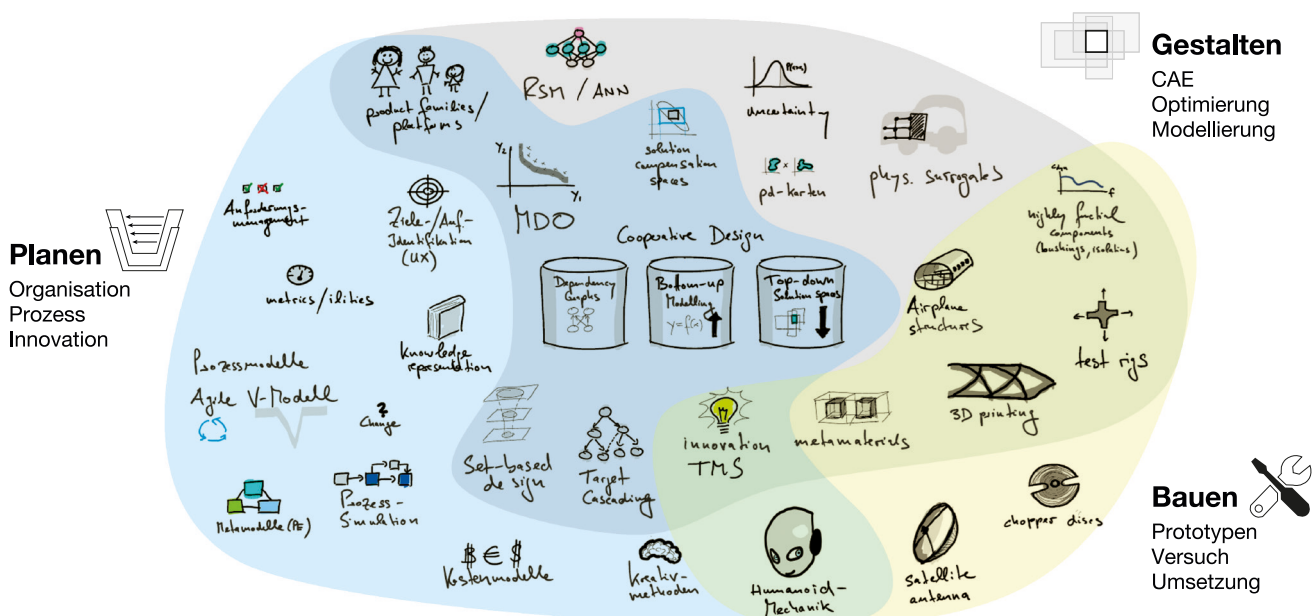 Gestalten
CAE
Optimierung
Modellierung
product families/
platforms
RSM / ANN
uncertainty
solution
compensation
spaces
pd-karten
phys. surrogates
Y₂
Y₁
MDO
f
components
(bushings, isolators)
Anforderungs-
management
Ziele-/Anf.-
Identifikation
(UX)
Cooperative Design
Planen
Organisation
Prozess
Innovation
metrics/ilities
Dependency
Graphs
Bottom-up
Modelling
y=f(x)
Top-down
Solution spaces
Airplane
structures
test rigs
Knowledge
representation
Prozessmodelle
Agile V-Modell
?
Change
3D printing
innovation
TMS
metamaterials
Set-based
design
Target
Cascading
Metamodelle (PE)
Prozess-
Simulation
chopper discs
Bauen
Prototypen
Versuch
Umsetzung
$ € $
Kostenmodelle
Kreativ-
methoden
Humanoid-
Mechanik
satellite
antenna